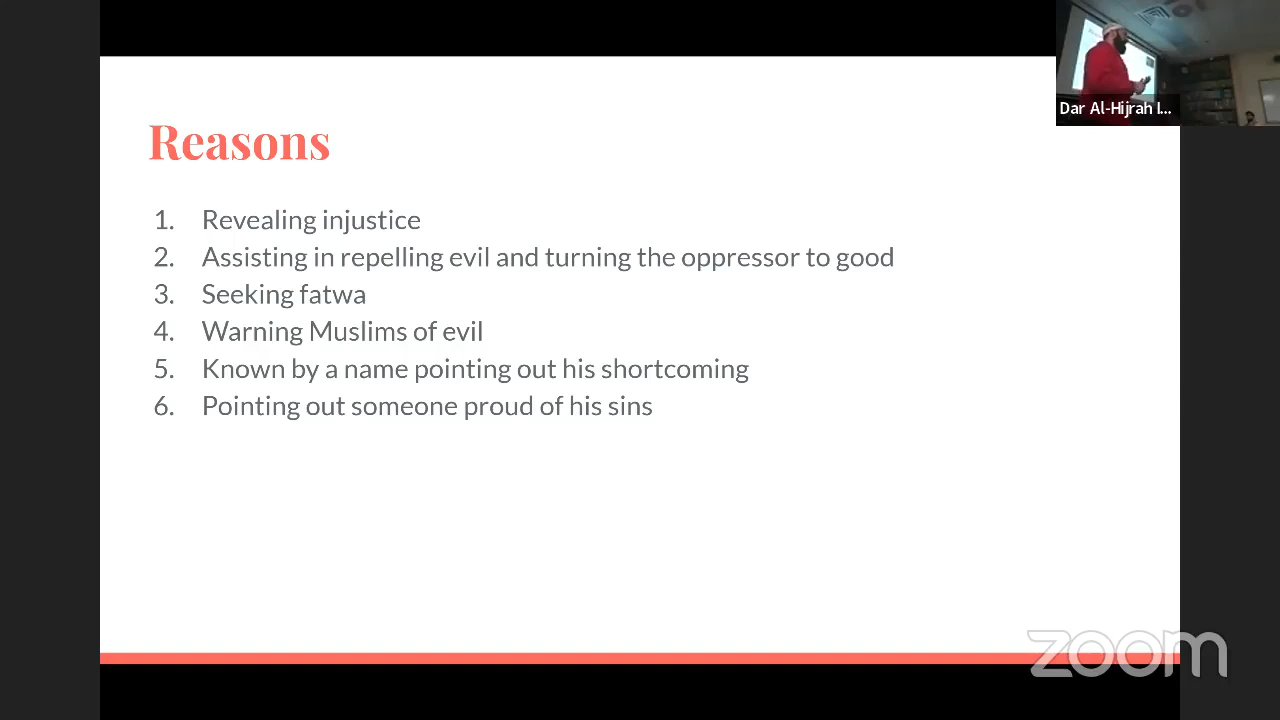 Dar Al-Hijrah I...
Reasons
1. Revealing injustice
2. Assisting in repelling evil and turning the oppressor to good
3. Seeking fatwa
4. Warning Muslims of evil
5. Known by a name pointing out his shortcoming
6. Pointing out someone proud of his sins
zoom